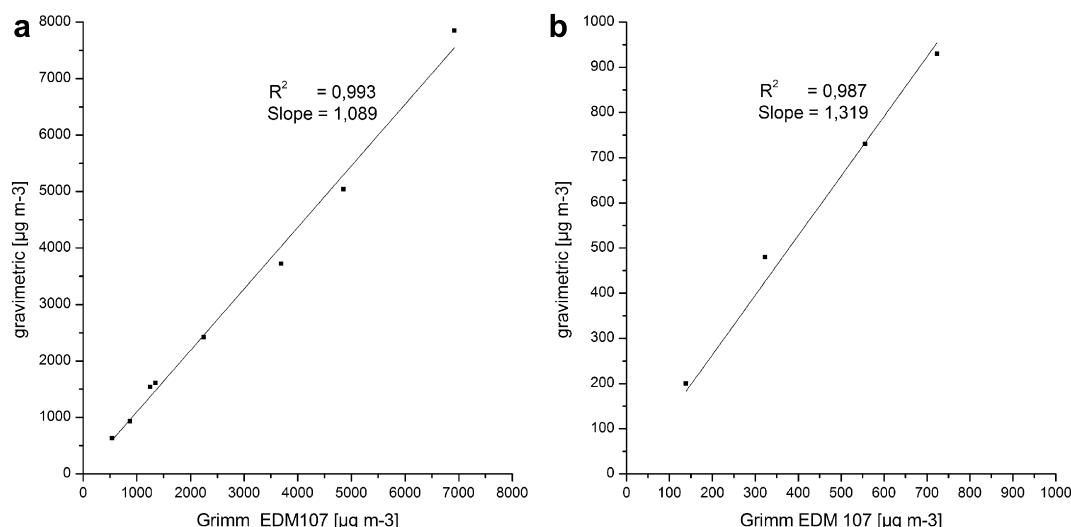 a
8000
7000
6000
5000
4000
3000
2000
1000
0
gravimetric [µg m-3]
R2 = 0,993
Slope = 1,089
0 1000 2000 3000 4000 5000 6000 7000 8000
Grimm EDM107 [µg m-3]
b
1000
900
800
700
600
500
400
300
200
100
0
gravimetric [µg m-3]
R2 = 0,987
Slope = 1,319
0 100 200 300 400 500 600 700 800 900 1000
Grimm EDM 107 [µg m-3]